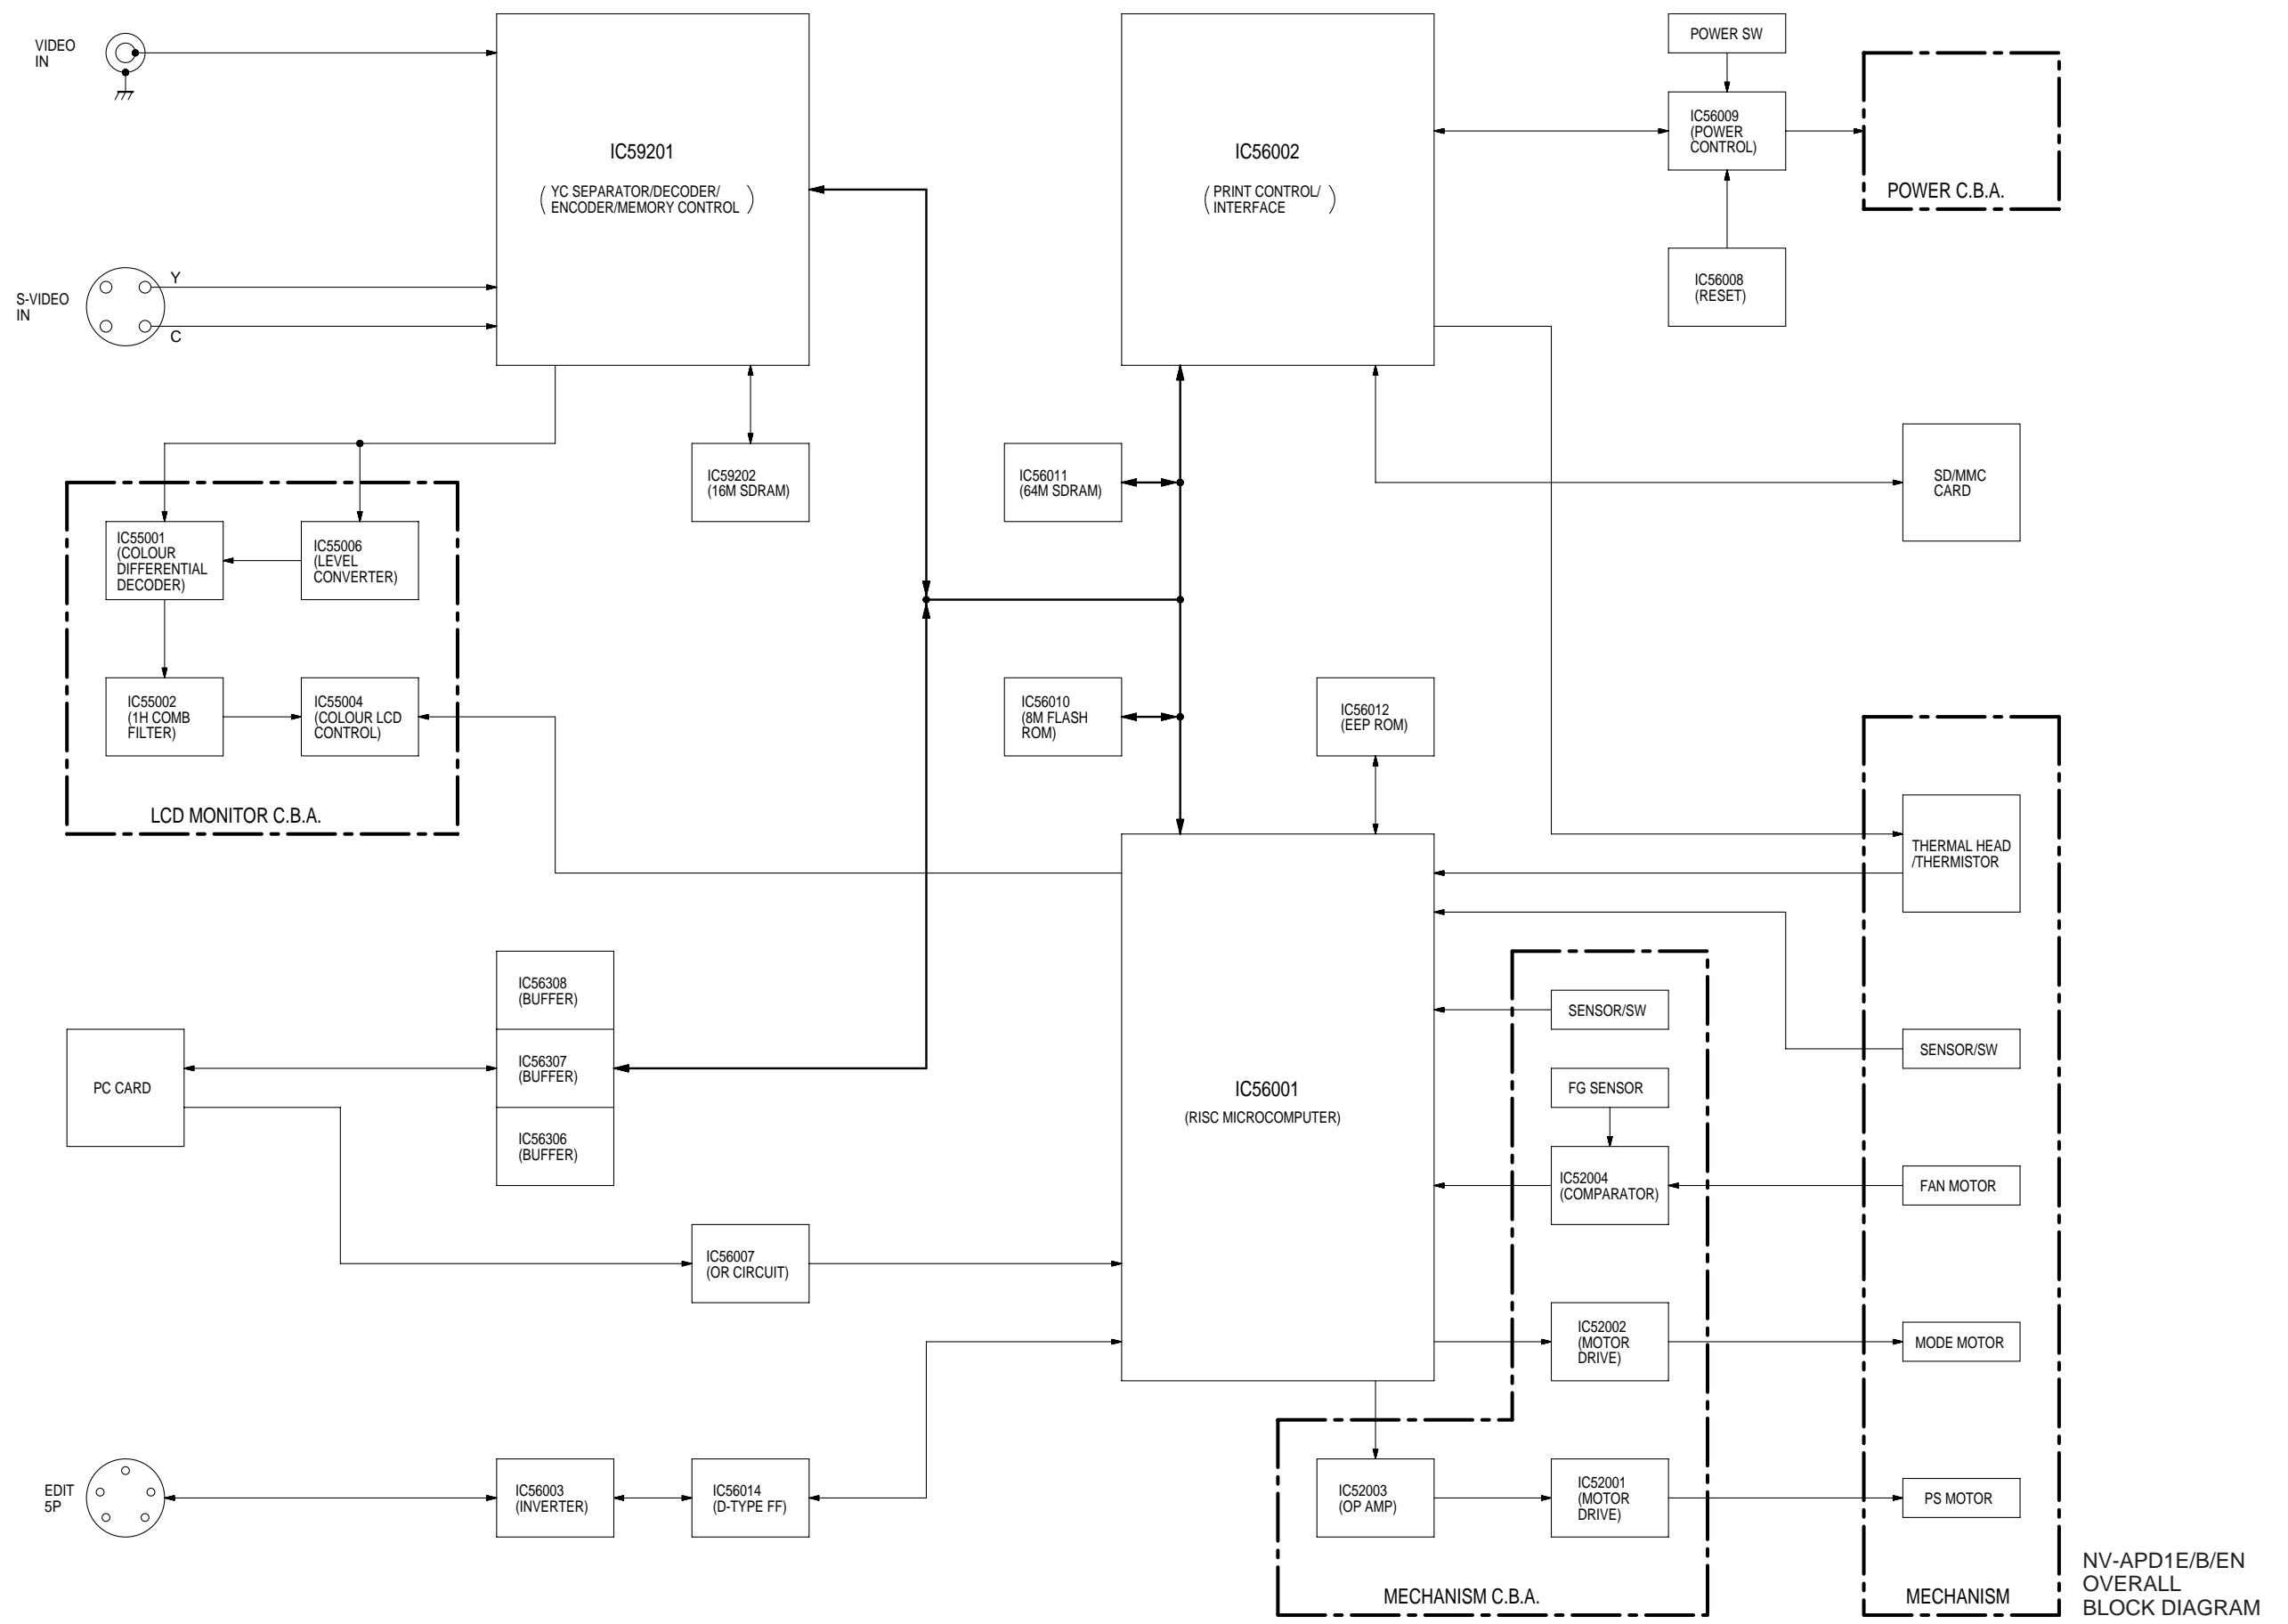 VIDEO
IN
IC59201
YC SEPARATOR/DECODER/
ENCODER/MEMORY CONTROL
IC56002
PRINT CONTROL/
INTERFACE
POWER SW
IC56009
(POWER
CONTROL)
POWER C.B.A.
IC56008
(RESET)
S-VIDEO
IN
Y
C
IC59202
(16M SDRAM)
IC56011
(64M SDRAM)
SD/MMC
CARD
IC55001
(COLOUR
DIFFERENTIAL
DECODER)
IC55006
(LEVEL
CONVERTER)
IC55002
(1H COMB
FILTER)
IC55004
(COLOUR LCD
CONTROL)
LCD MONITOR C.B.A.
IC56010
(8M FLASH
ROM)
IC56012
(EEP ROM)
THERMAL HEAD
/THERMISTOR
IC56308
(BUFFER)
IC56307
(BUFFER)
IC56306
(BUFFER)
PC CARD
IC56001
(RISC MICROCOMPUTER)
SENSOR/SW
FG SENSOR
IC52004
(COMPARATOR)
SENSOR/SW
FAN MOTOR
IC56007
(OR CIRCUIT)
IC52002
(MOTOR
DRIVE)
MODE MOTOR
EDIT
5P
IC56003
(INVERTER)
IC56014
(D-TYPE FF)
IC52003
(OP AMP)
IC52001
(MOTOR
DRIVE)
PS MOTOR
MECHANISM C.B.A.
MECHANISM
NV-APD1E/B/EN
OVERALL
BLOCK DIAGRAM